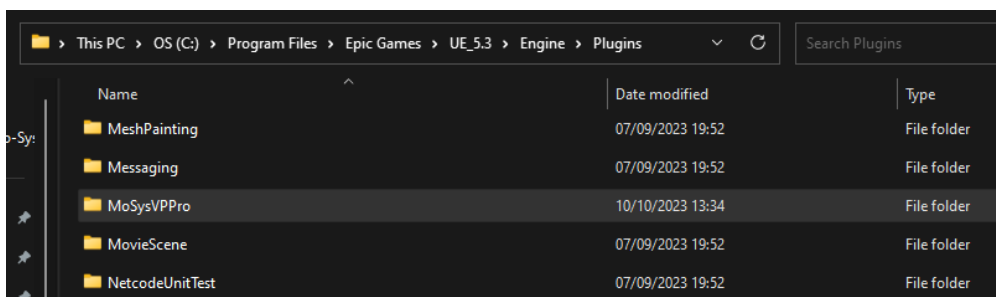 This PC > OS (C:) > Program Files > Epic Games > UE_5.3 > Engine > Plugins Search Plugins
Name Date modified Type
MeshPainting 07/09/2023 19:52 File folder
o-Sy
Messaging 07/09/2023 19:52 File folder
MoSysVPPro 10/10/2023 13:34 File folder
MovieScene 07/09/2023 19:52 File folder
NetcodeUnitTest 07/09/2023 19:52 File folder